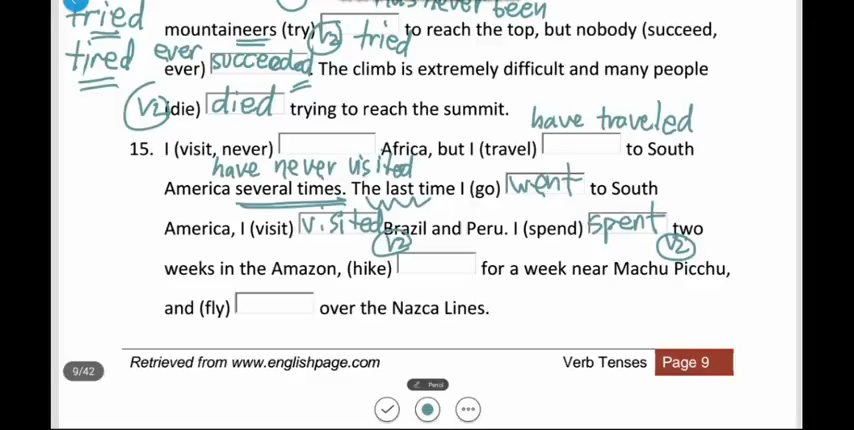 has never been
tried
mountaineers (try) V2 tried to reach the top, but nobody (succeed,
tired
ever
ever) succeeded. The climb is extremely difficult and many people
V2 (die) died trying to reach the summit.
have traveled
15. I (visit, never) Africa, but I (travel) to South
have never visited
America several times. The last time I (go) went to South
America, I (visit) visited Brazil and Peru. I (spend) spent two
V2 V2
weeks in the Amazon, (hike) for a week near Machu Picchu,
and (fly) over the Nazca Lines.
Retrieved from www.englishpage.com Verb Tenses Page 9
9/42
Pencil